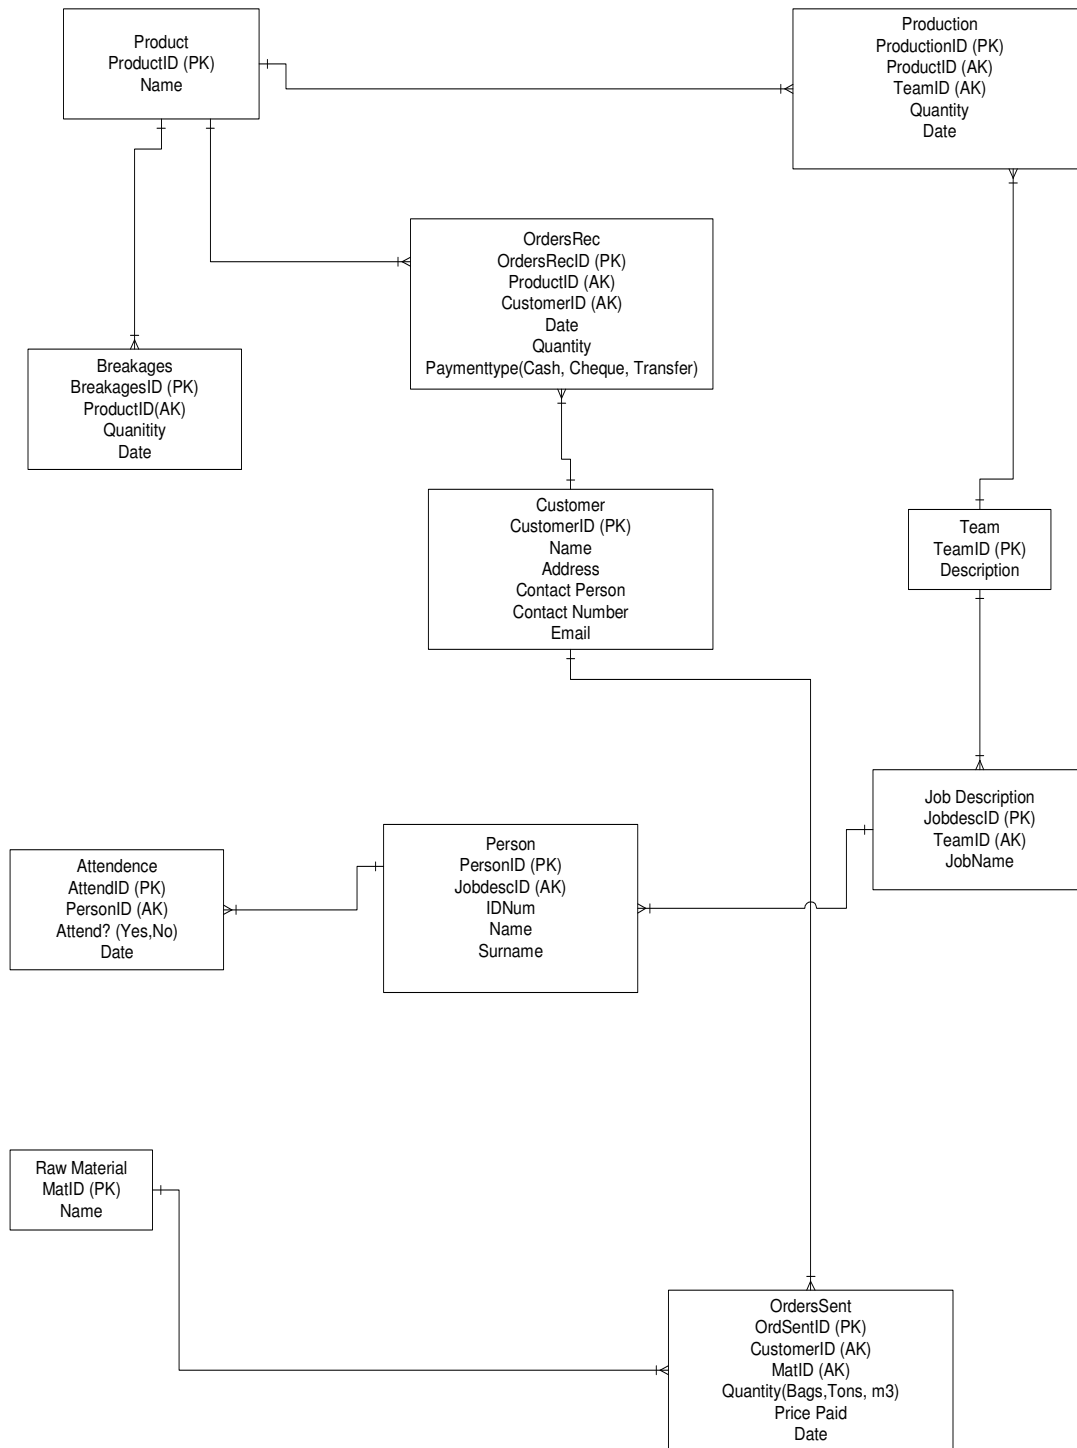 Product
ProductID (PK)
Name
Production
ProductionID (PK)
ProductID (AK)
TeamID (AK)
Quantity
Date
OrdersRec
OrdersRecID (PK)
ProductID (AK)
CustomerID (AK)
Date
Quantity
Paymenttype(Cash, Cheque, Transfer)
Breakages
BreakagesID (PK)
ProductID(AK)
Quanitity
Date
Customer
CustomerID (PK)
Name
Address
Contact Person
Contact Number
Email
Team
TeamID (PK)
Description
Job Description
JobdescID (PK)
TeamID (AK)
JobName
Attendence
AttendID (PK)
PersonID (AK)
Attend? (Yes,No)
Date
Person
PersonID (PK)
JobdescID (AK)
IDNum
Name
Surname
Raw Material
MatID (PK)
Name
OrdersSent
OrdSentID (PK)
CustomerID (AK)
MatID (AK)
Quantity(Bags,Tons, m3)
Price Paid
Date